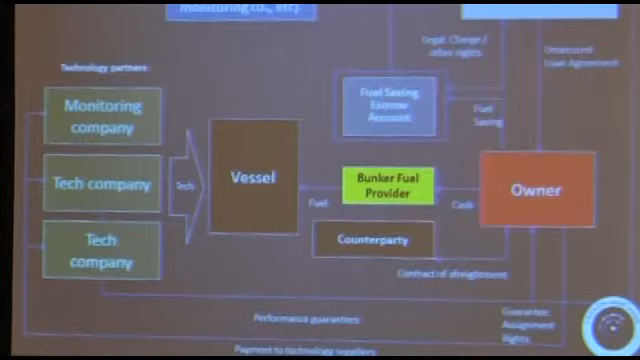 monitoring co., etc)
Technology partners
Legal Charge /
other rights
Unsecured
Loan Agreement
Monitoring
company
Fuel Saving
Escrow
Account
Fuel
Saving
Tech company
Tech
Vessel
Bunker Fuel
Provider
Owner
Fuel
Cash
Tech
company
Counterparty
Contract of afreightment
Performance guarantees
Guarantee
Assignment
Rights
Payment to technology suppliers